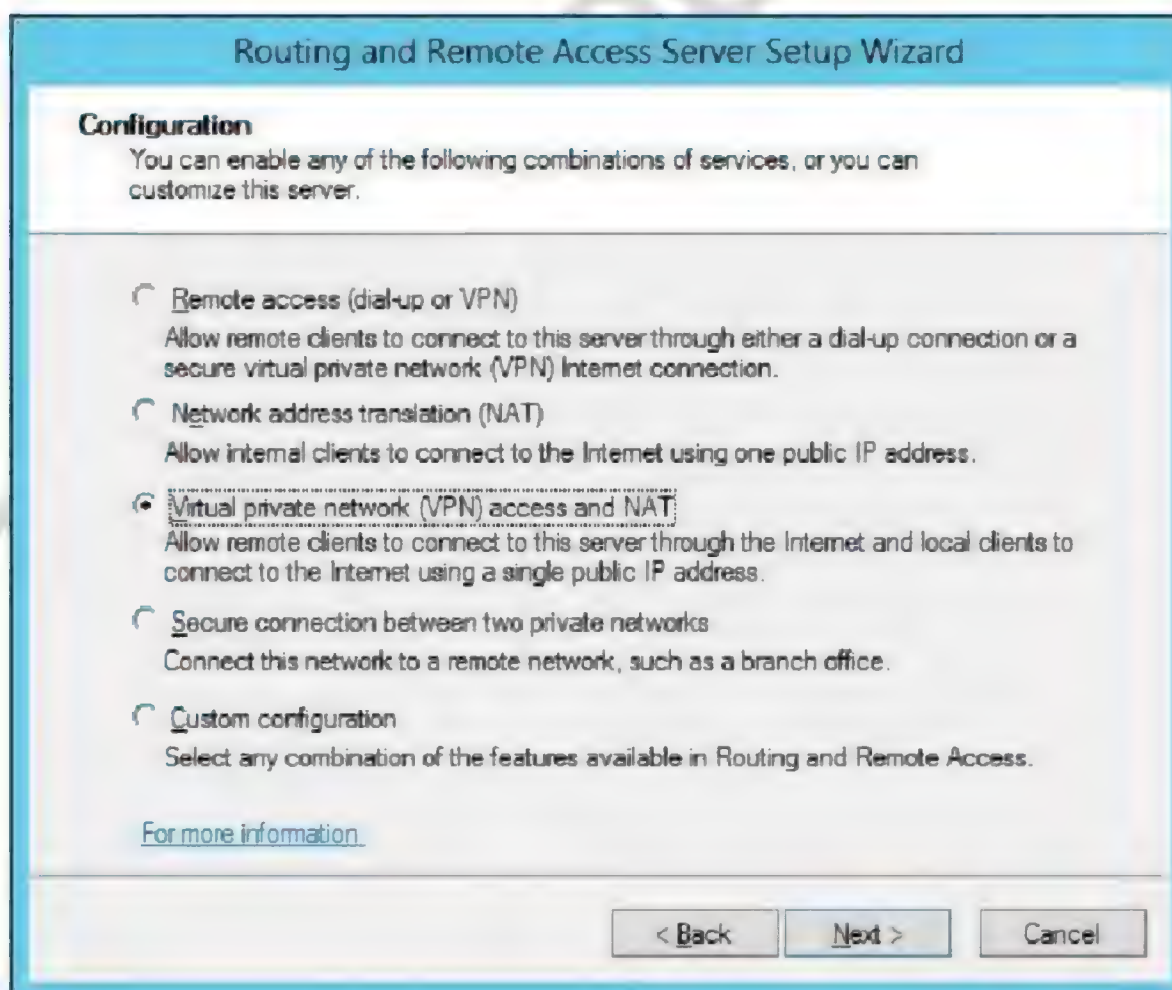 Routing and Remote Access Server Setup Wizard
Configuration
You can enable any of the following combinations of services, or you can
customize this server.
Remote access (dial-up or VPN)
Allow remote clients to connect to this server through either a dial-up connection or a
secure virtual private network (VPN) Internet connection.
Network address translation (NAT)
Allow internal clients to connect to the Internet using one public IP address.
Virtual private network (VPN) access and NAT
Allow remote clients to connect to this server through the Internet and local clients to
connect to the Internet using a single public IP address.
Secure connection between two private networks
Connect this network to a remote network, such as a branch office.
Custom configuration
Select any combination of the features available in Routing and Remote Access.
For more information
< Back
Next >
Cancel